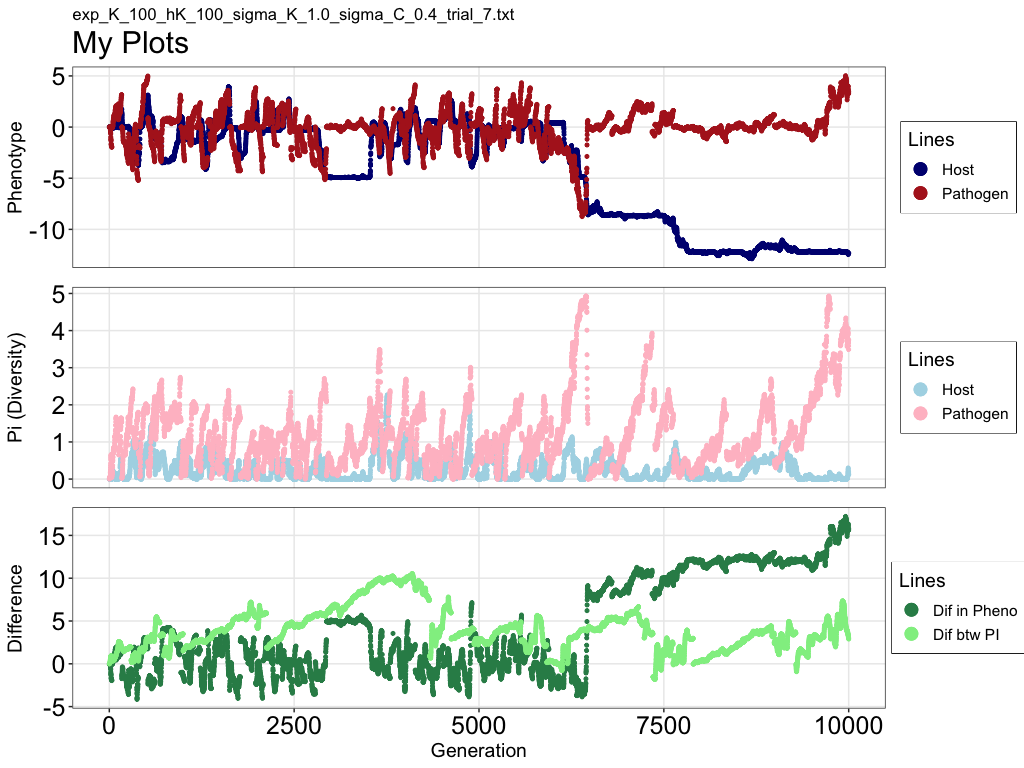 exp_K_100_hK_100_sigma_K_1.0_sigma_C_0.4_trial_7.txt
My Plots
Phenotype
5
0
-5
-10
Lines
Host
Pathogen
Pi (Diversity)
5
4
3
2
1
0
Lines
Host
Pathogen
Difference
15
10
5
0
-5
Lines
Dif in Pheno
Dif btw PI
0 2500 5000 7500 10000
Generation